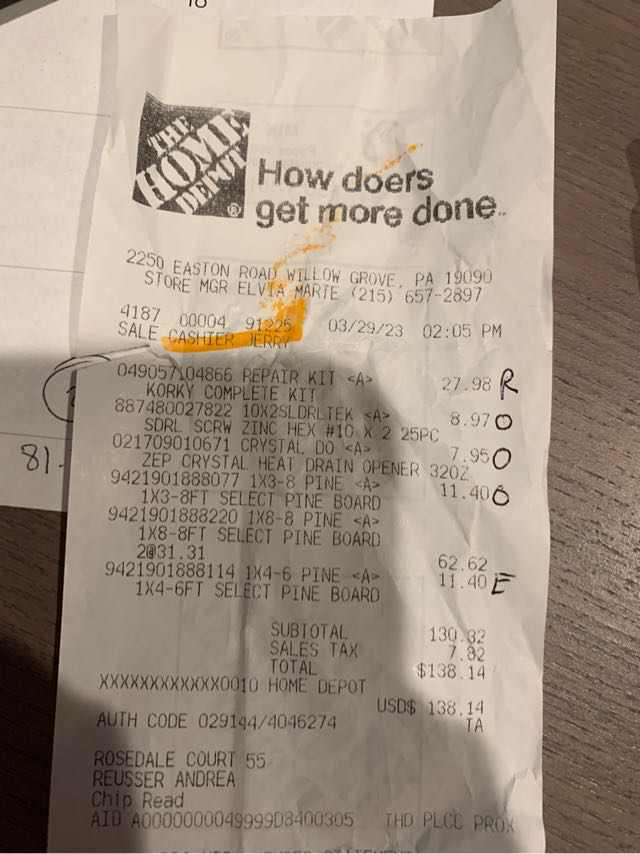 THE HOME DEPOT
How doers
get more done.
2250 EASTON ROAD WILLOW GROVE, PA 19090
STORE MGR ELVIA MARTE (215) 657-2897
4187 00004 91225 03/29/23 02:05 PM
SALE CASHIER JERRY
049057104866 REPAIR KIT <A> 27.98 R
KORKY COMPLETE KIT
887480027822 10X2SLDRLTEK <A> 8.97 O
SDRL SCRW ZINC HEX #10 X 2 25PC
021709010671 CRYSTAL DO <A> 7.95 O
ZEP CRYSTAL HEAT DRAIN OPENER 32OZ
9421901888077 1X3-8 PINE <A> 11.40 O
1X3-8FT SELECT PINE BOARD
9421901888220 1X8-8 PINE <A>
1X8-8FT SELECT PINE BOARD
2@31.31 62.62
9421901888114 1X4-6 PINE <A> 11.40 E
1X4-6FT SELECT PINE BOARD
SUBTOTAL 130.32
SALES TAX 7.82
TOTAL $138.14
XXXXXXXXXXXX0010 HOME DEPOT
USD$ 138.14
AUTH CODE 029144/4046274 TA
ROSEDALE COURT 55
REUSSER ANDREA
Chip Read
AID A0000000049999D8400305 THD PLCC PROX
81-